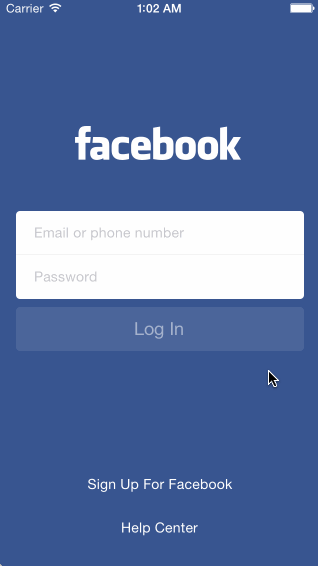 Carrier 1:02 AM
facebook
Email or phone number
Password
Log In
Sign Up For Facebook
Help Center